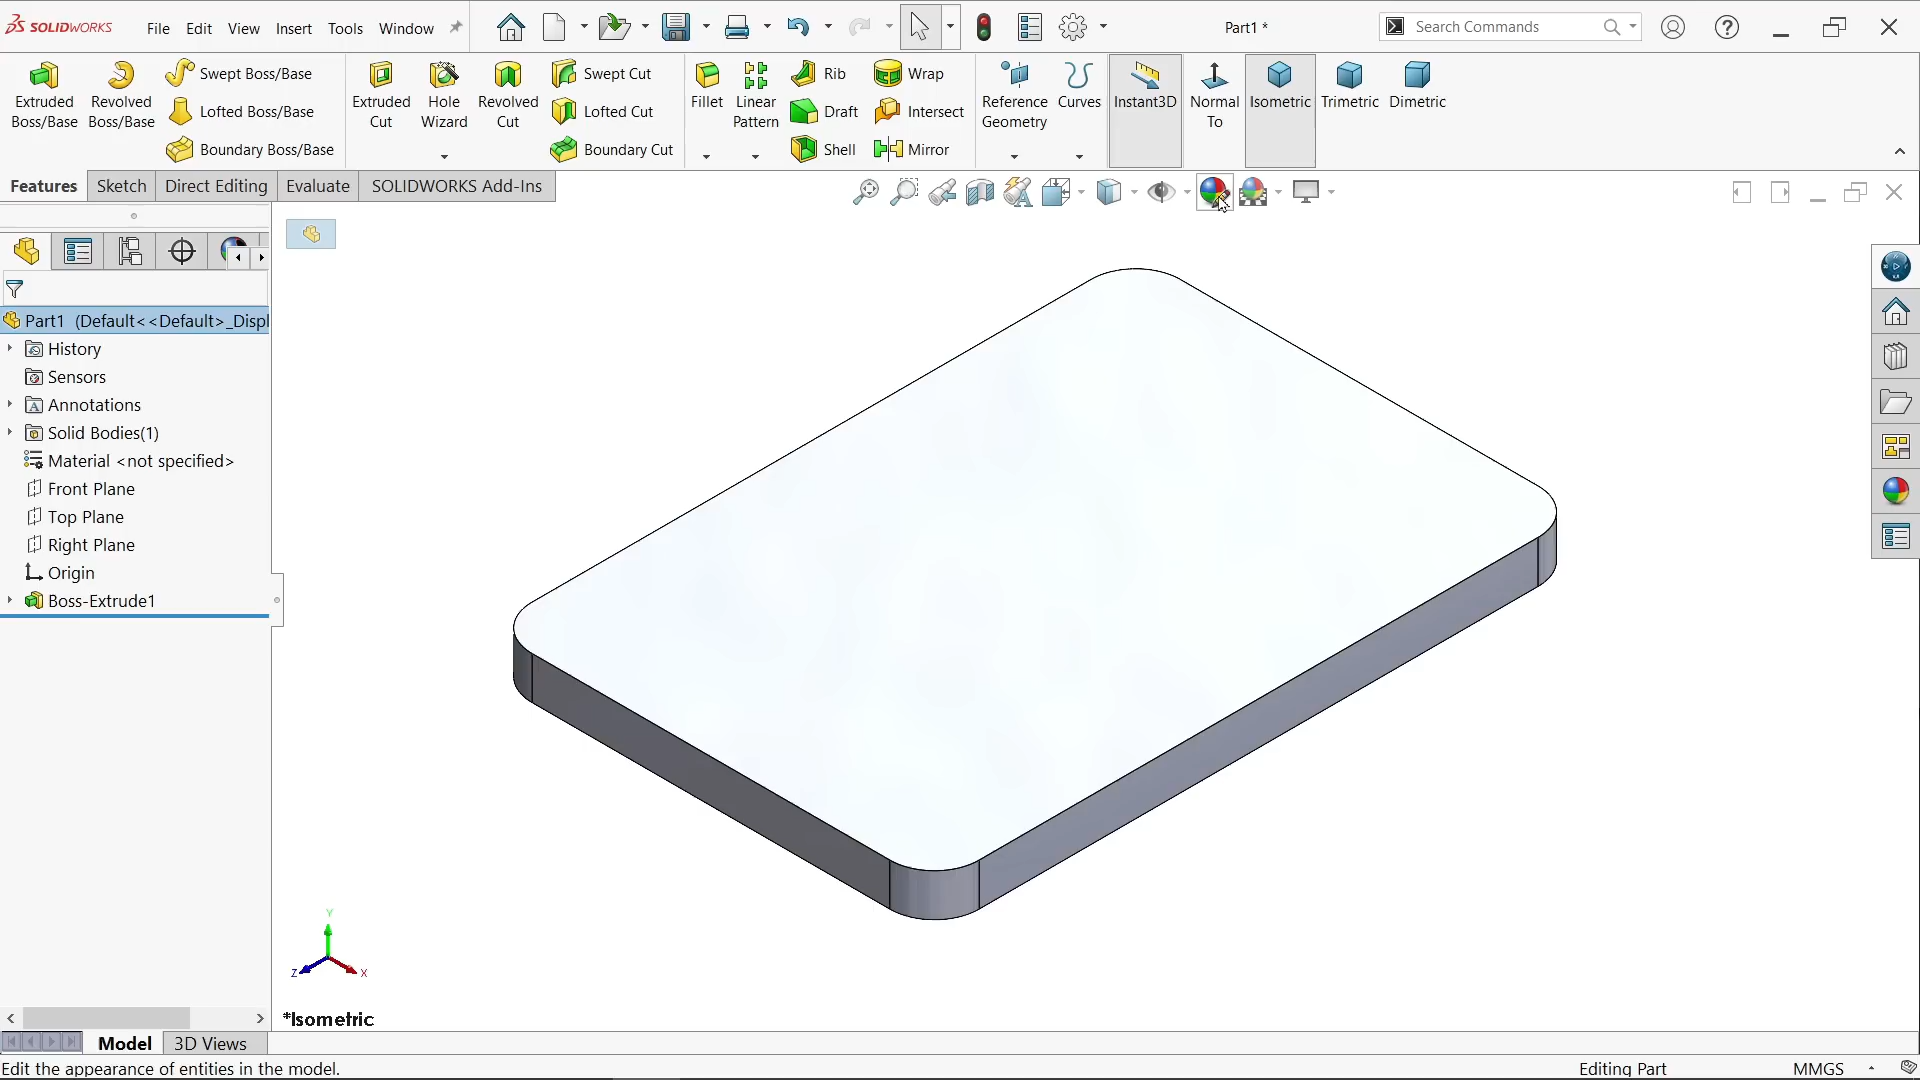 SOLIDWORKS
File Edit View Insert Tools Window
Part1 *
Search Commands
Extruded Boss/Base
Revolved Boss/Base
Swept Boss/Base
Lofted Boss/Base
Boundary Boss/Base
Extruded Cut
Hole Wizard
Revolved Cut
Swept Cut
Lofted Cut
Boundary Cut
Fillet
Linear Pattern
Rib
Draft
Shell
Wrap
Intersect
Mirror
Reference Geometry
Curves
Instant3D
Normal To
Isometric
Trimetric
Dimetric
Features Sketch Direct Editing Evaluate SOLIDWORKS Add-Ins
Part1 (Default<<Default>_Displ
History
Sensors
Annotations
Solid Bodies(1)
Material <not specified>
Front Plane
Top Plane
Right Plane
Origin
Boss-Extrude1
Y
Z X
*Isometric
Model 3D Views
Edit the appearance of entities in the model.
Editing Part
MMGS